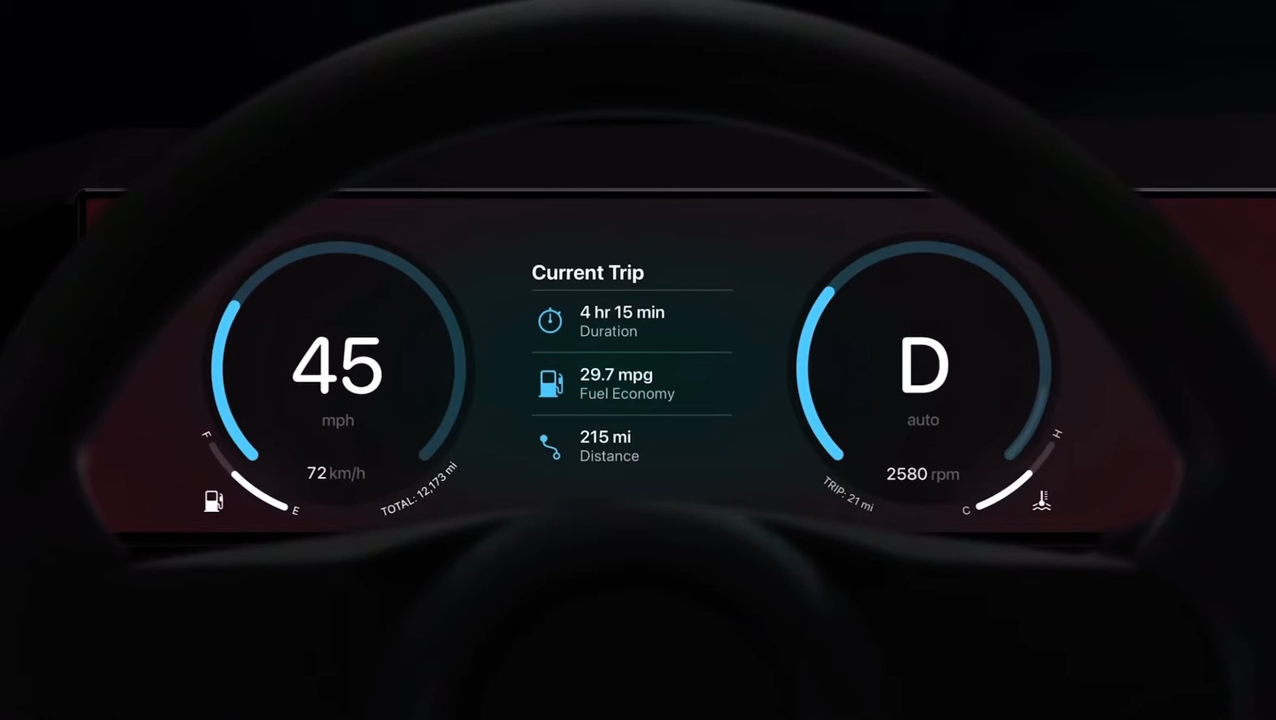 45
mph
72 km/h
F
E
TOTAL: 12,173 mi
Current Trip
4 hr 15 min
Duration
29.7 mpg
Fuel Economy
215 mi
Distance
D
auto
2580 rpm
TRIP: 21 mi
C
H